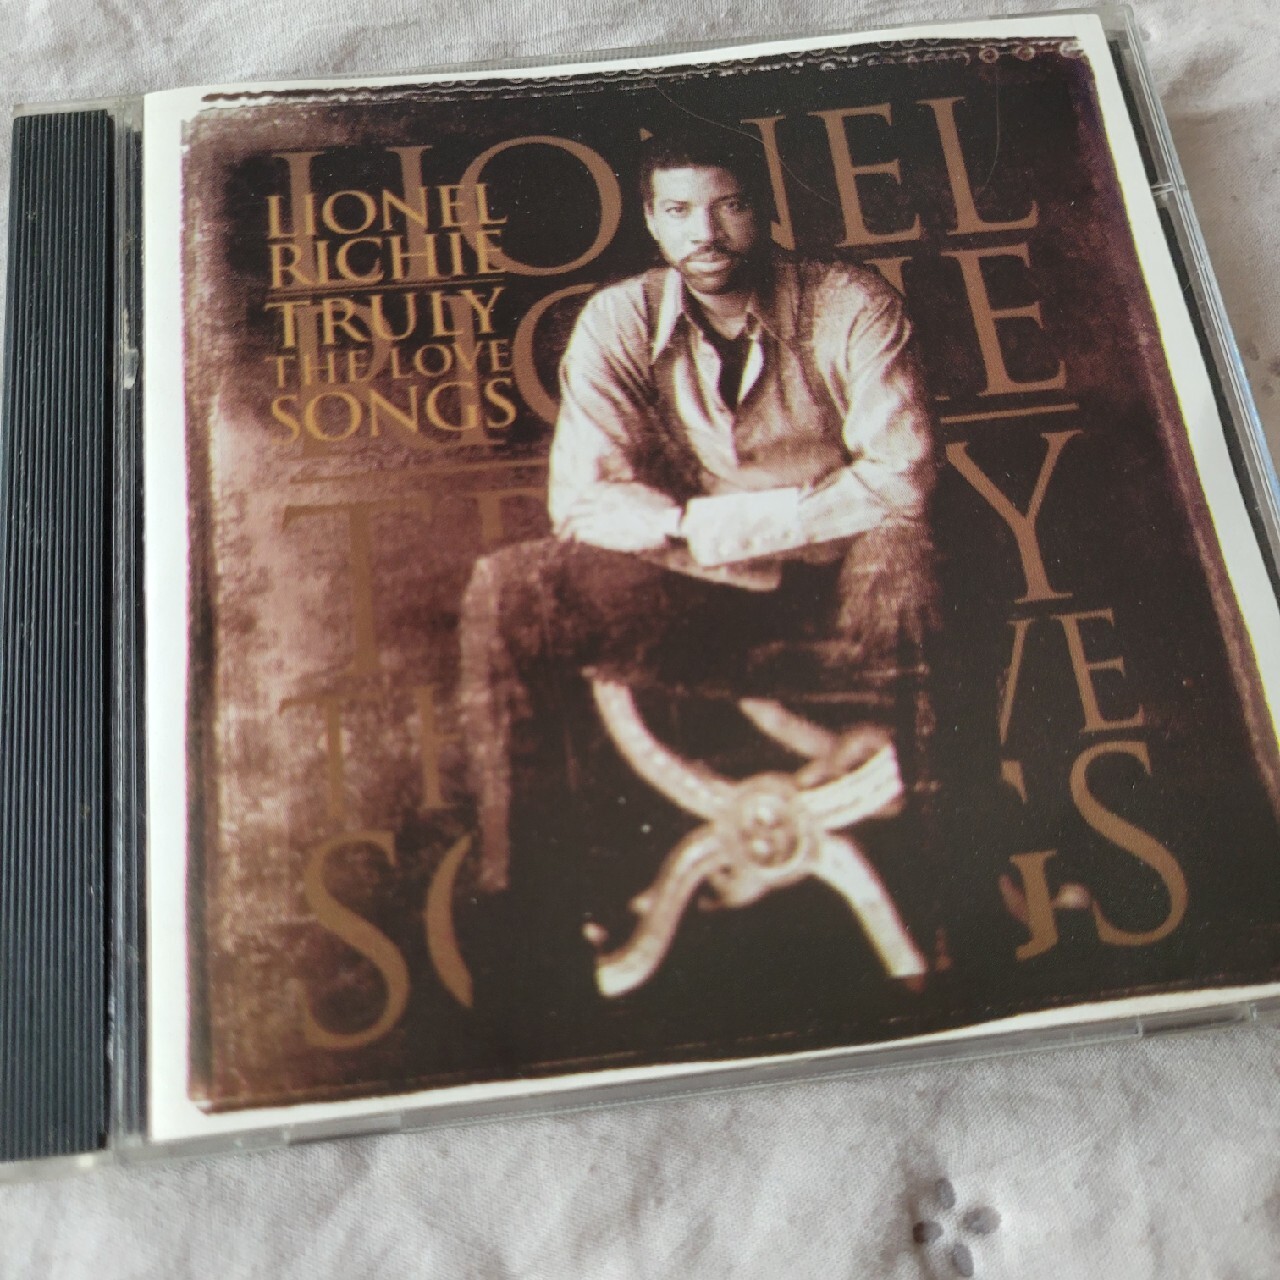 LIONEL
RICHIE
TRULY
THE LOVE
SONGS